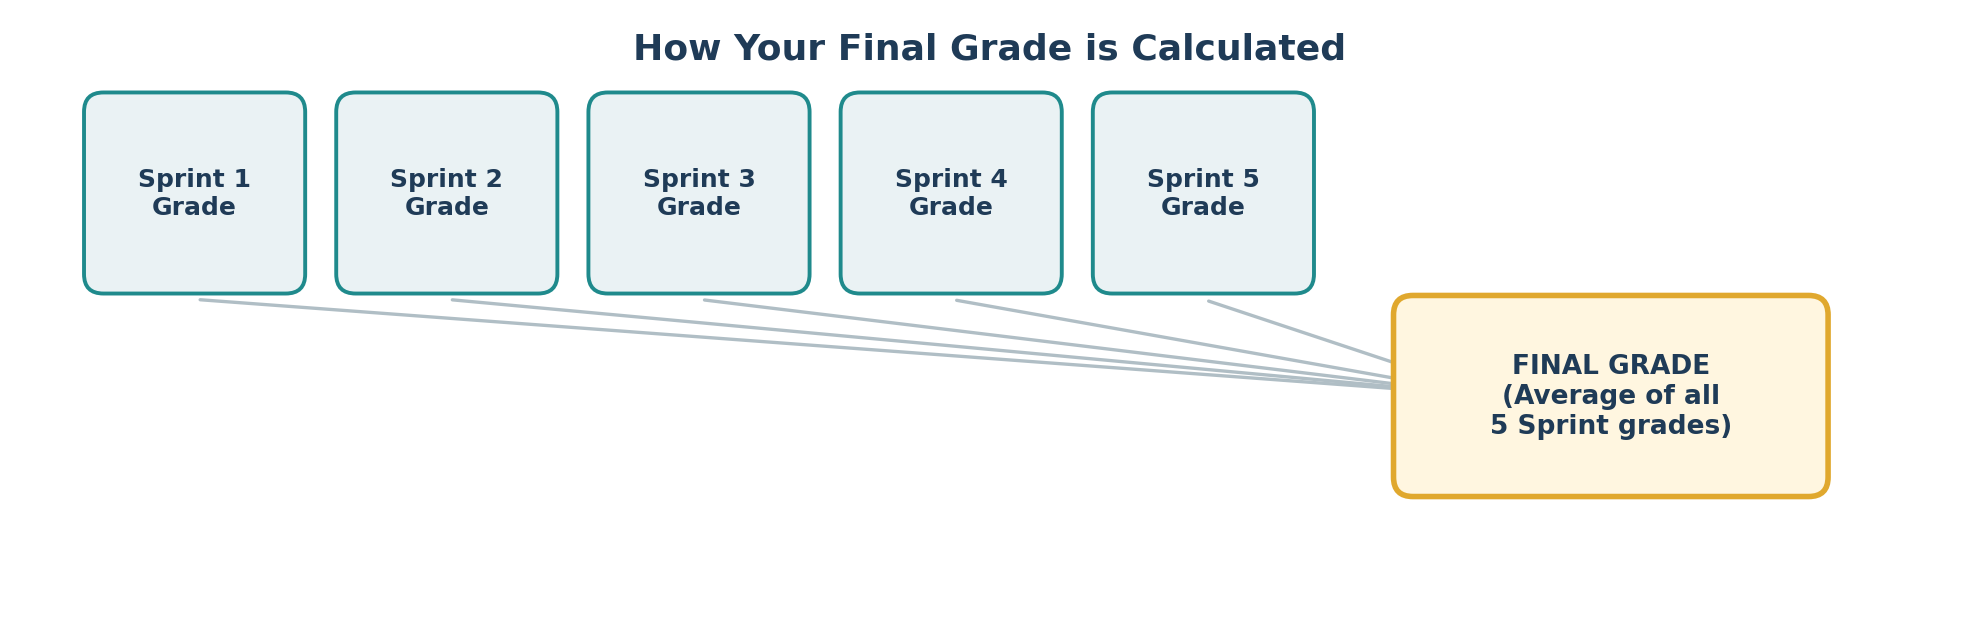 How Your Final Grade is Calculated
Sprint 1
Grade
Sprint 2
Grade
Sprint 3
Grade
Sprint 4
Grade
Sprint 5
Grade
FINAL GRADE
(Average of all
5 Sprint grades)